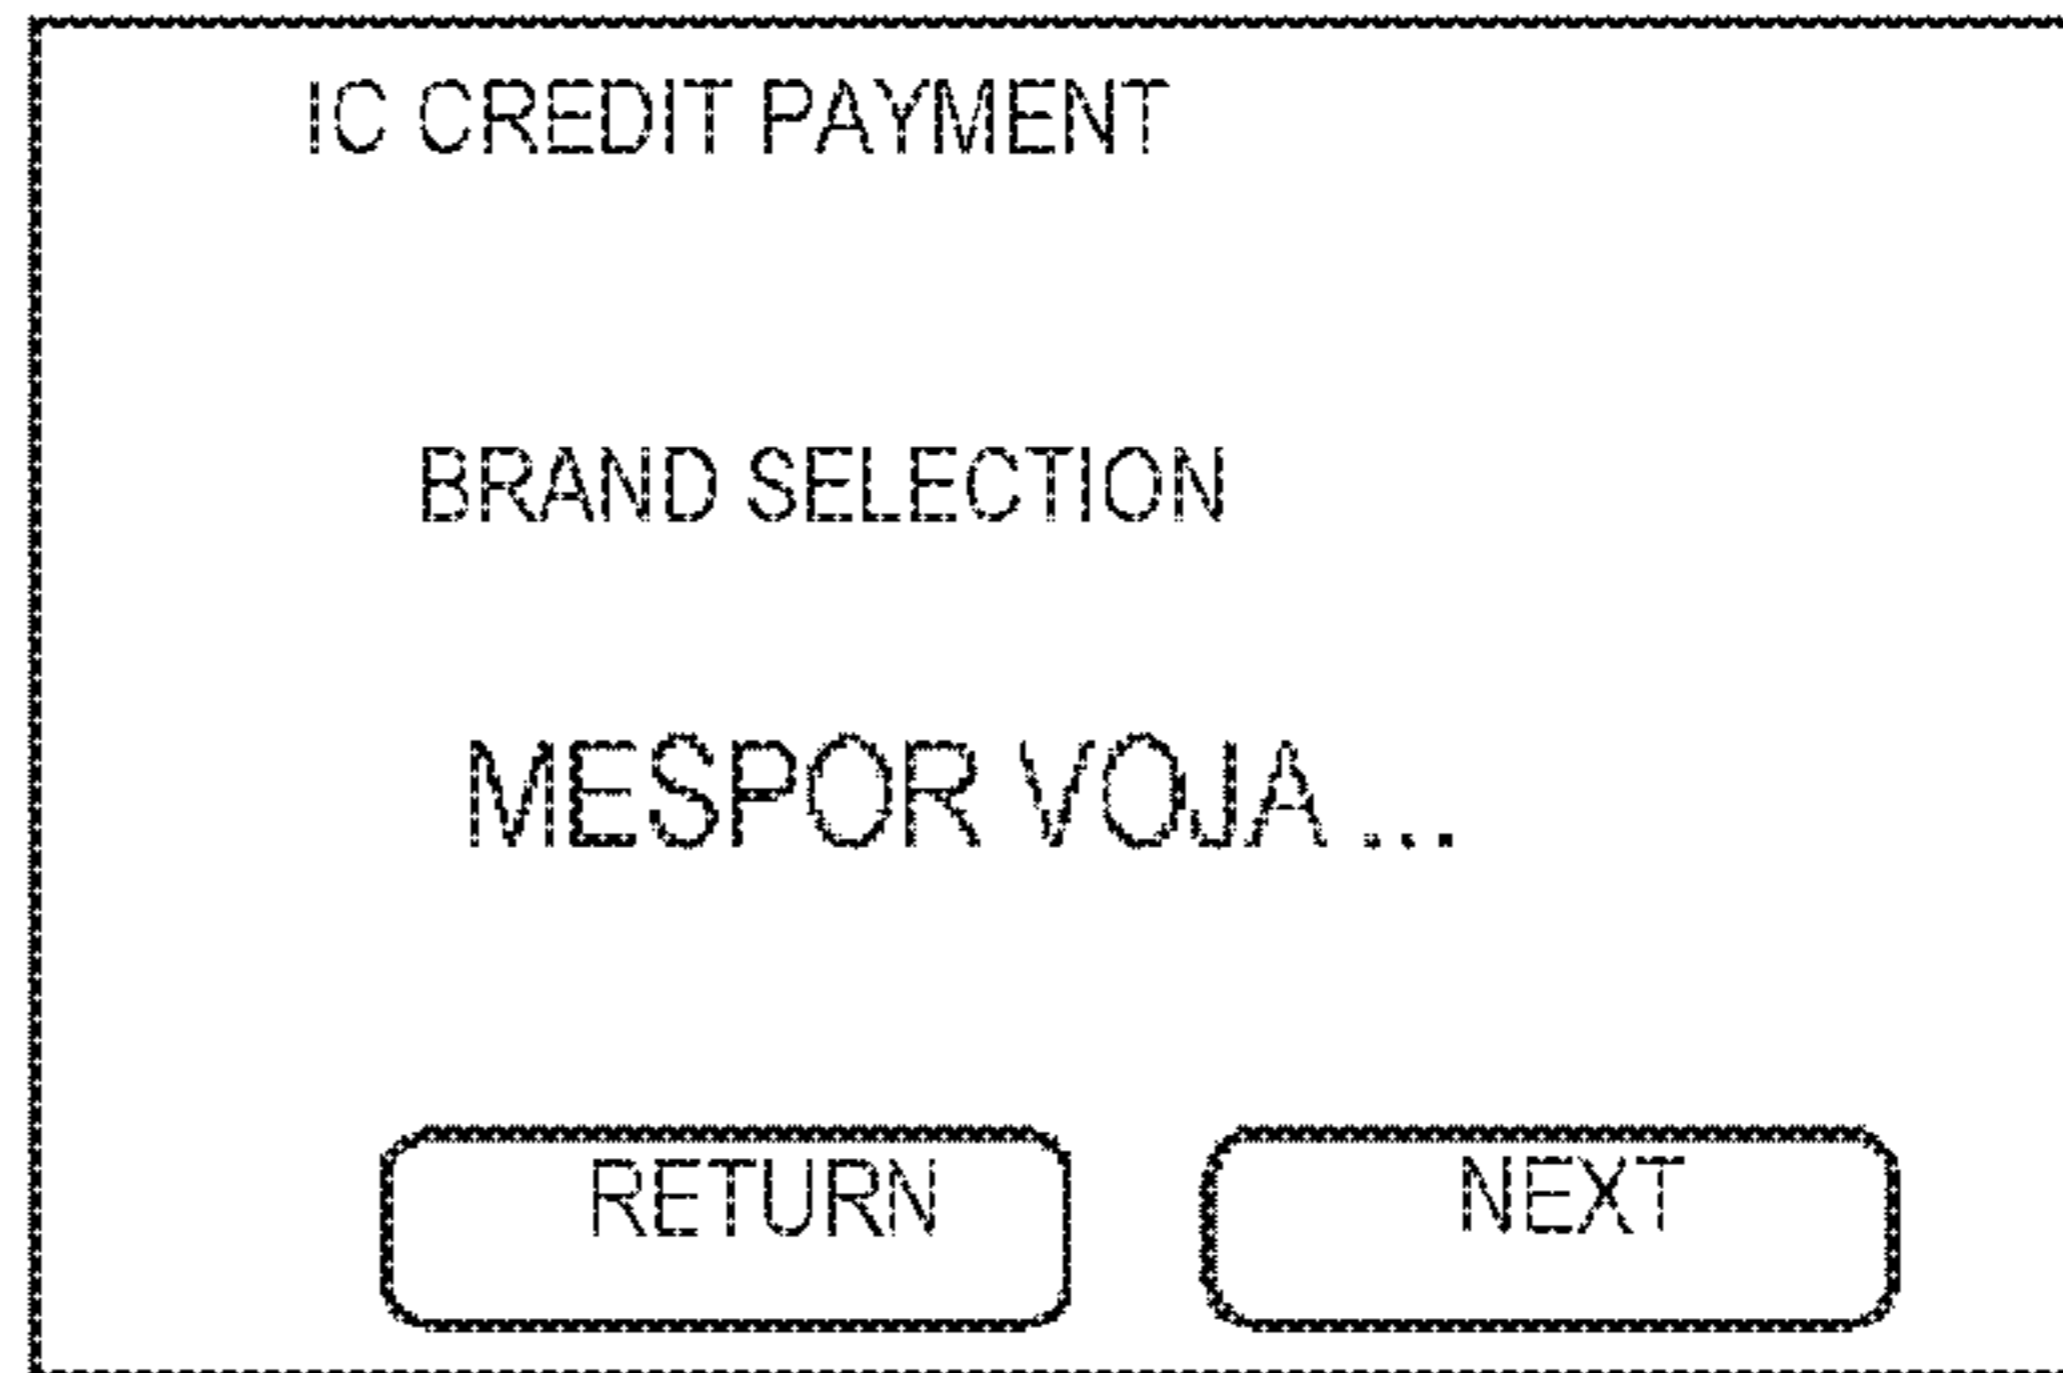 IC CREDIT PAYMENT
BRAND SELECTION
MESPOR VOJA ...
RETURN
NEXT